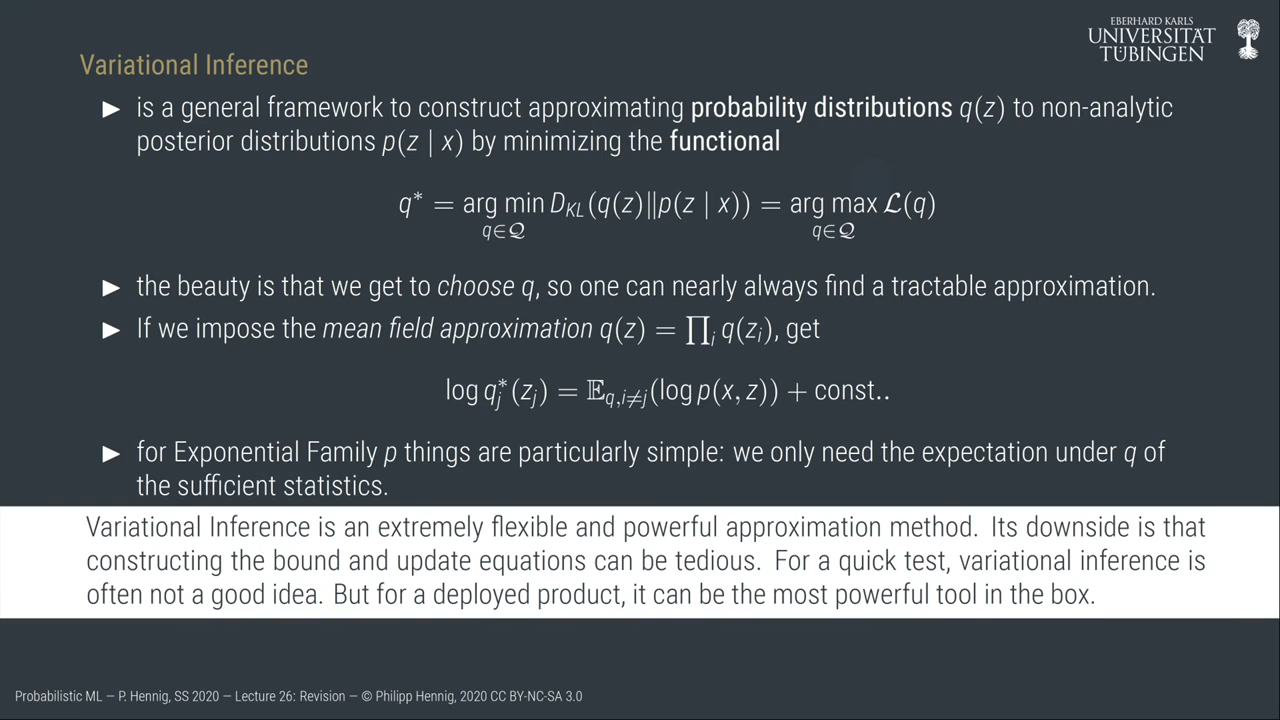 EBERHARD KARLS
UNIVERSITÄT
TÜBINGEN
Variational Inference
▶ is a general framework to construct approximating probability distributions q(z) to non-analytic
posterior distributions p(z | x) by minimizing the functional
q* = arg min D_KL(q(z)‖p(z | x)) = arg max ℒ(q)
q∈𝒬 q∈𝒬
▶ the beauty is that we get to choose q, so one can nearly always find a tractable approximation.
▶ If we impose the mean field approximation q(z) = ∏_i q(z_i), get
log q*_j(z_j) = 𝔼_{q,i≠j}(log p(x, z)) + const..
▶ for Exponential Family p things are particularly simple: we only need the expectation under q of
the sufficient statistics.
Variational Inference is an extremely flexible and powerful approximation method. Its downside is that
constructing the bound and update equations can be tedious. For a quick test, variational inference is
often not a good idea. But for a deployed product, it can be the most powerful tool in the box.
Probabilistic ML — P. Hennig, SS 2020 — Lecture 26: Revision — © Philipp Hennig, 2020 CC BY-NC-SA 3.0